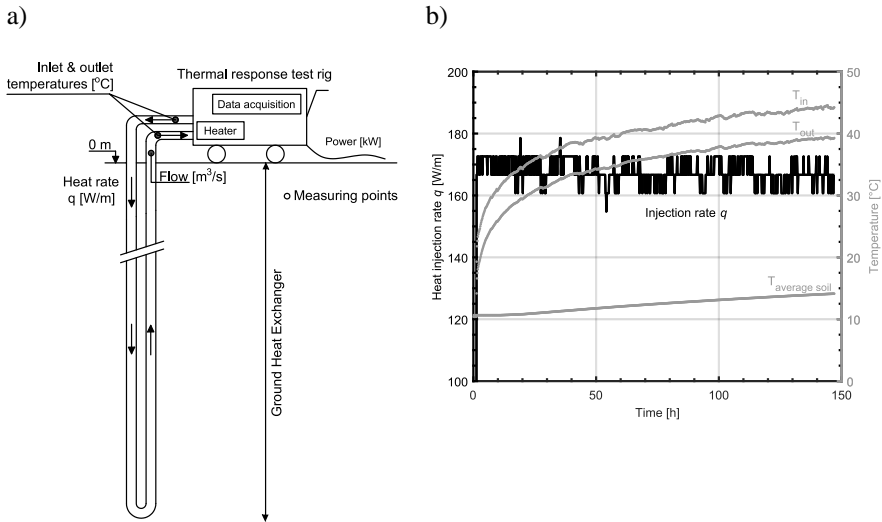 a)
Inlet & outlet
temperatures [°C]
Thermal response test rig
Data acquisition
Heater
0 m
Power [kW]
Flow [m³/s]
Heat rate
q [W/m]
Measuring points
Ground Heat Exchanger
b)
200
180
160
140
120
100
Heat injection rate q [W/m]
50
40
30
20
10
0
Temperature [°C]
T_in
T_out
Injection rate q
T_average soil
0
50
100
150
Time [h]